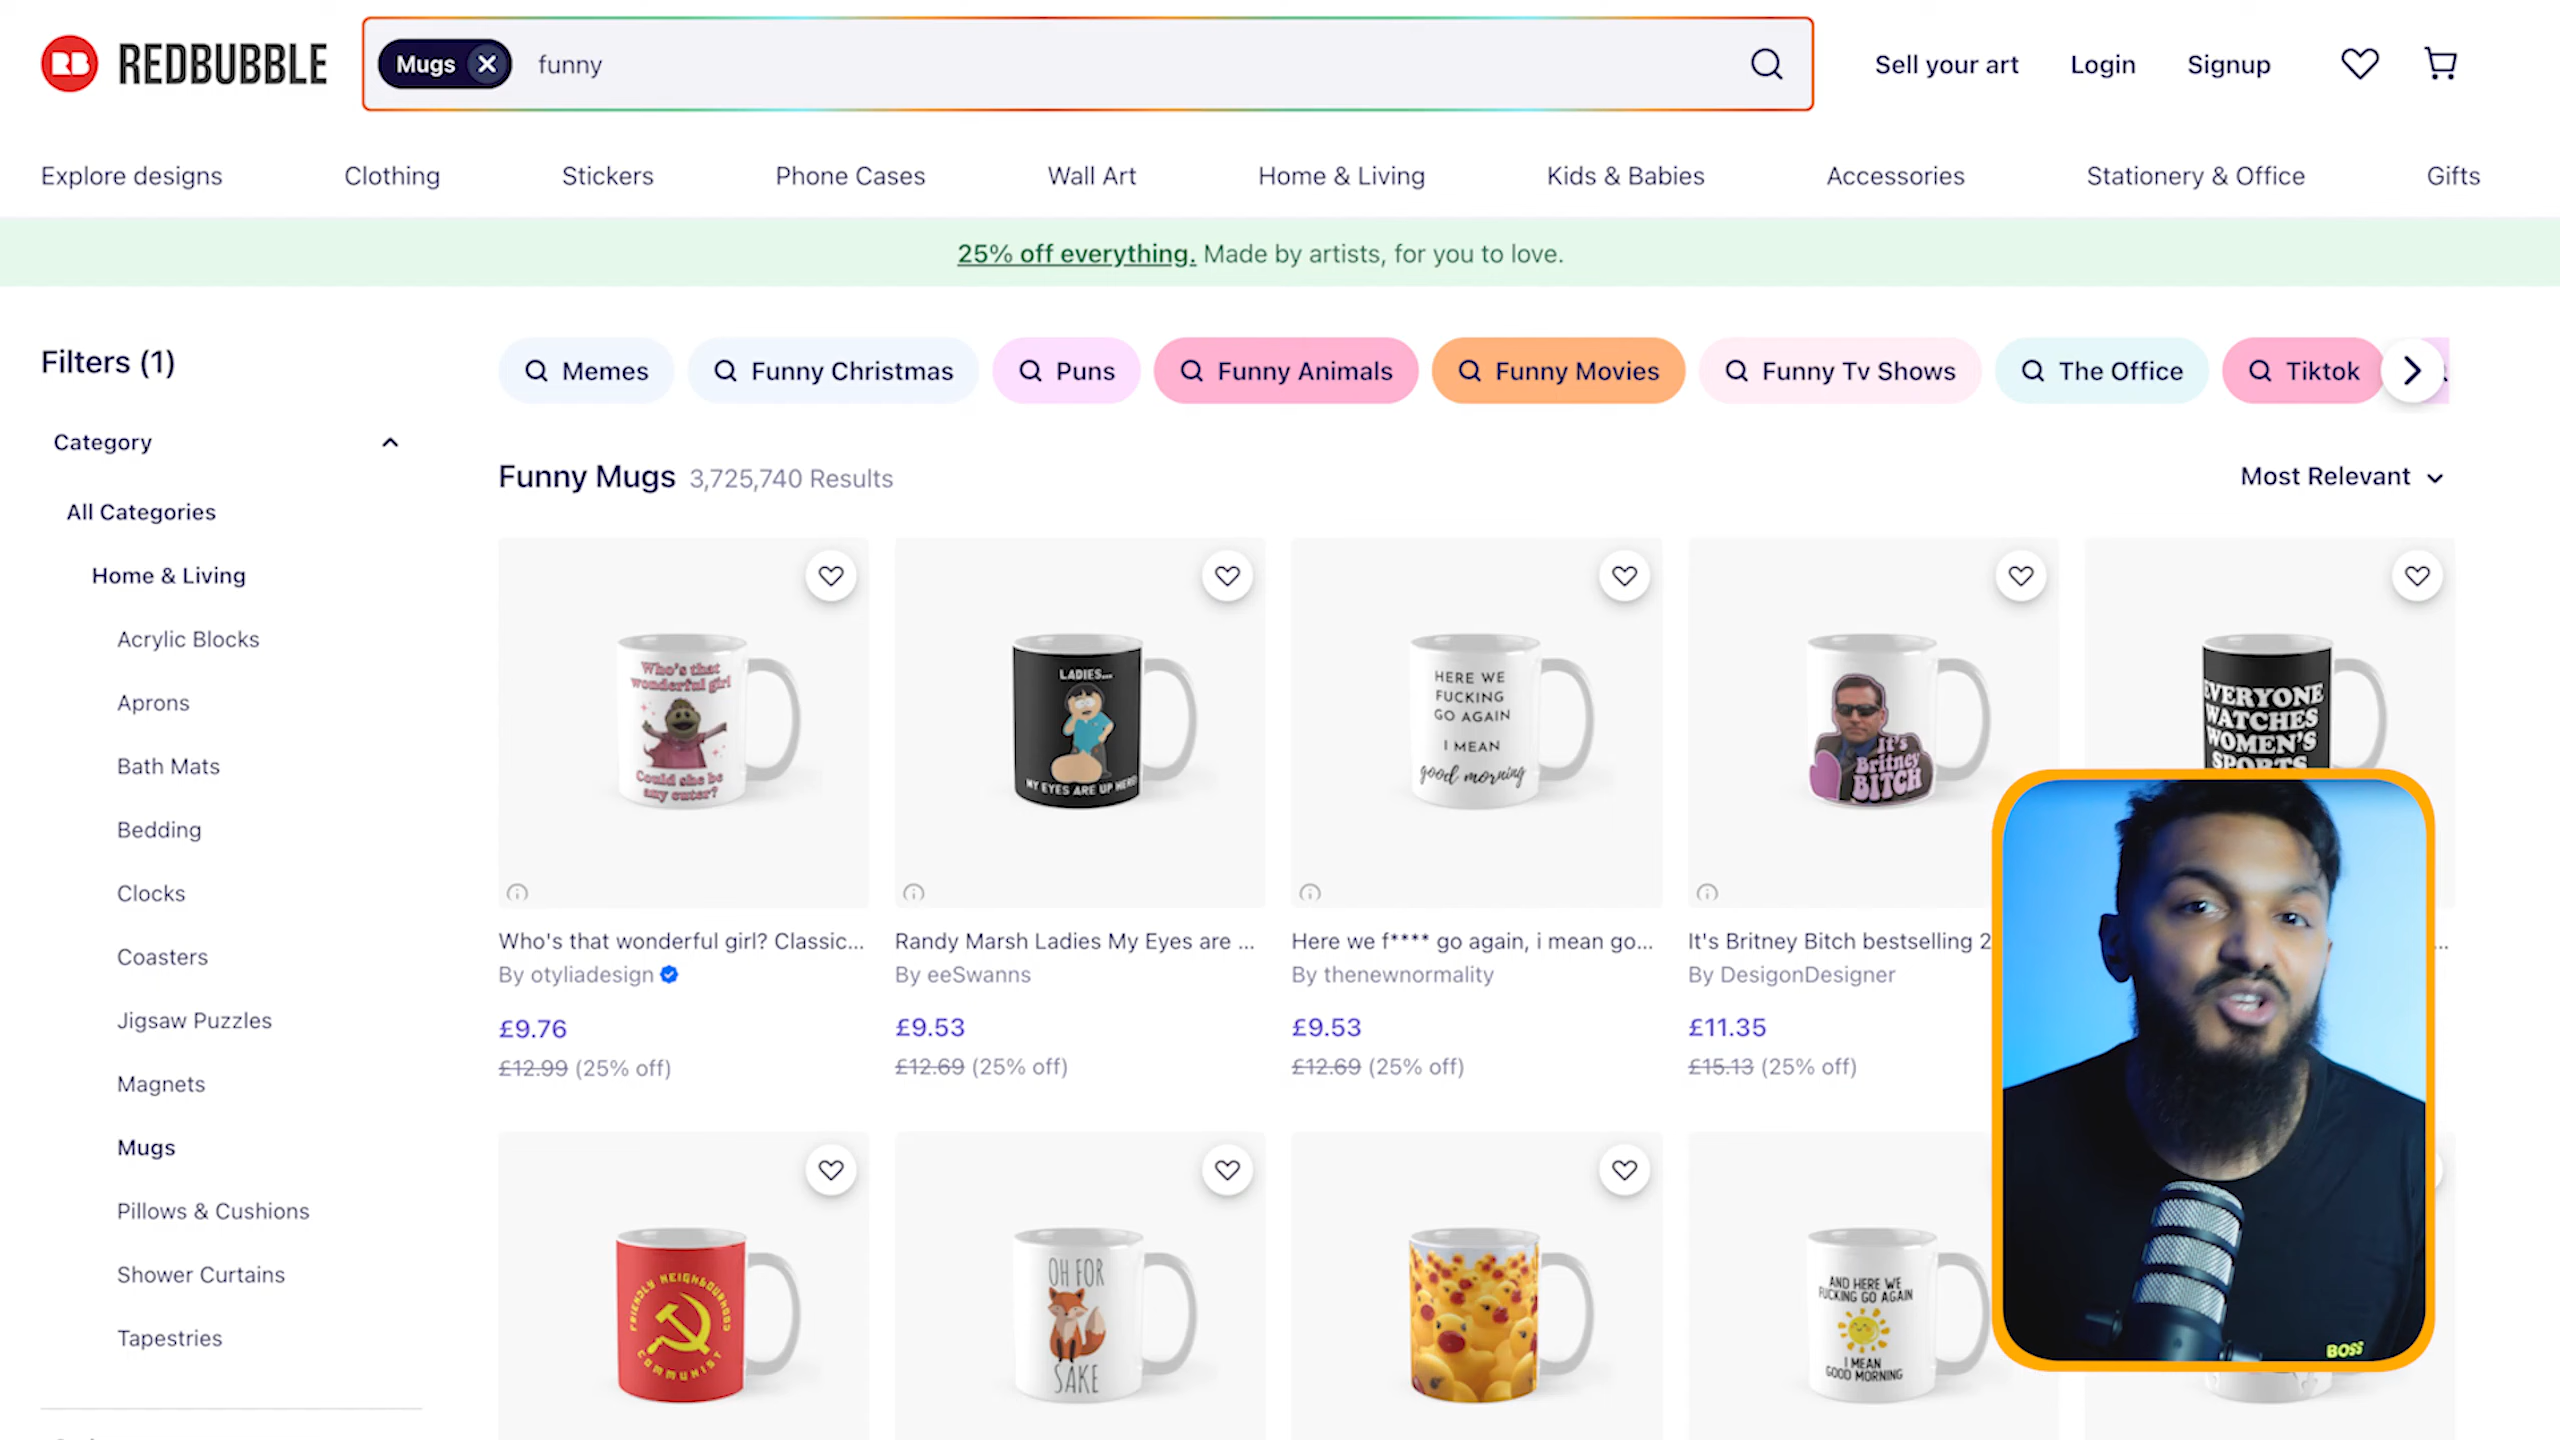 RB REDBUBBLE
Mugs funny
Sell your art Login Signup
Explore designs Clothing Stickers Phone Cases Wall Art Home & Living Kids & Babies Accessories Stationery & Office Gifts
25% off everything. Made by artists, for you to love.
Filters (1)
Memes Funny Christmas Puns Funny Animals Funny Movies Funny Tv Shows The Office Tiktok
Category
Funny Mugs 3,725,740 Results
Most Relevant
All Categories
Home & Living
Acrylic Blocks
Aprons
Bath Mats
Bedding
Clocks
Coasters
Jigsaw Puzzles
Magnets
Mugs
Pillows & Cushions
Shower Curtains
Tapestries
Who's that
wonderful girl
Could she be
any cuter?
LADIES...
MY EYES ARE UP HERE!
HERE WE
FUCKING
GO AGAIN
I MEAN
good morning
It's
Britney
BITCH
EVERYONE
WATCHES
WOMEN'S
SPORTS
Who's that wonderful girl? Classic...
By otyliadesign
£9.76
£12.99 (25% off)
Randy Marsh Ladies My Eyes are ...
By eeSwanns
£9.53
£12.69 (25% off)
Here we f**** go again, i mean go...
By thenewnormality
£9.53
£12.69 (25% off)
It's Britney Bitch bestselling 2
By DesigonDesigner
£11.35
£15.13 (25% off)
...
FRIENDLY NEIGHBOURHOOD
COMMUNIST
OH FOR
SAKE
AND HERE WE
FUCKING GO AGAIN
I MEAN
GOOD MORNING
BOSS